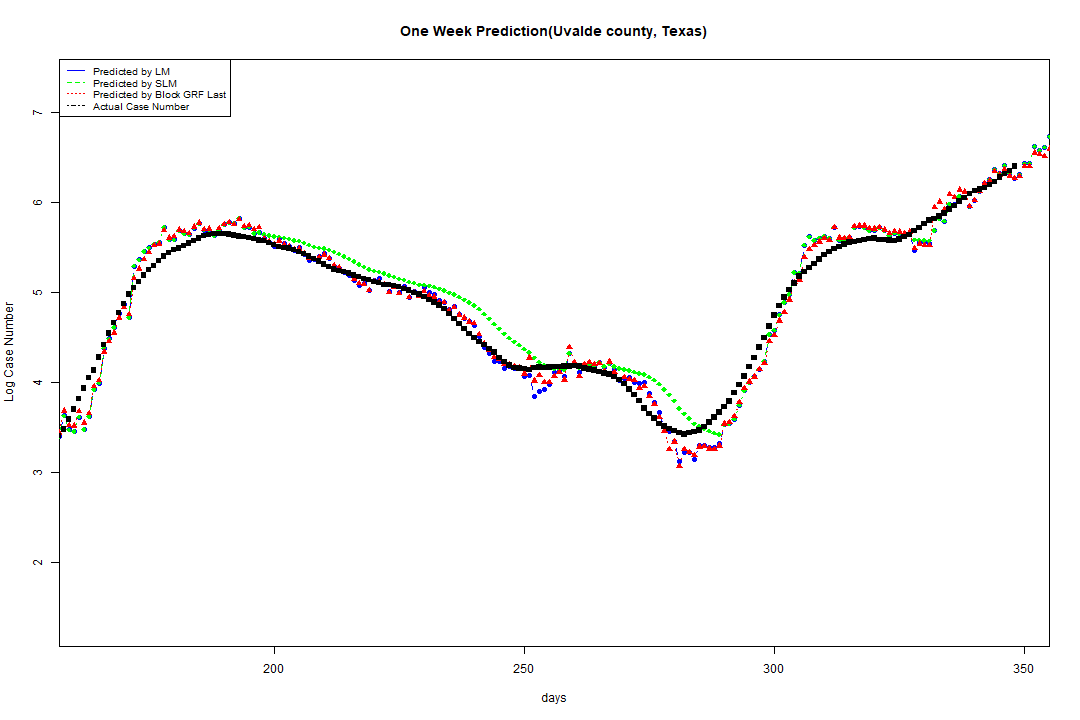 One Week Prediction(Uvalde county, Texas)
Predicted by LM
Predicted by SLM
Predicted by Block GRF Last
Actual Case Number
7
6
5
4
3
2
Log Case Number
200 250 300 350
days